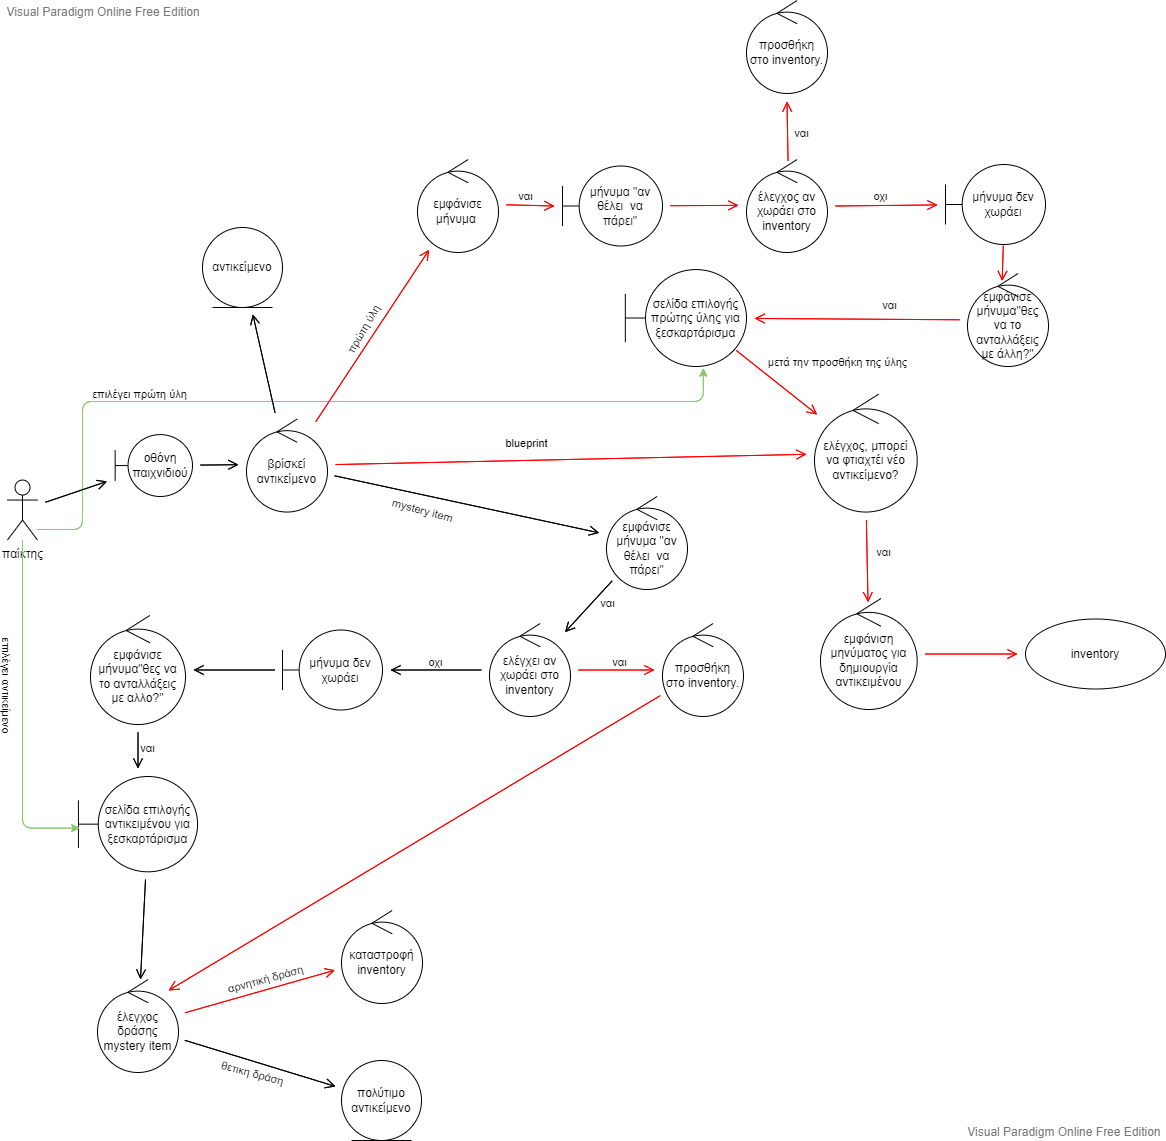 Visual Paradigm Online Free Edition
προσθήκη
στο inventory.
ναι
εμφάνισε
μήνυμα
ναι
μήνυμα "αν
θέλει να
πάρει"
έλεγχος αν
χωράει στο
inventory
οχι
μήνυμα δεν
χωράει
αντικείμενο
πρώτη ύλη
σελίδα επιλογής
πρώτης ύλης για
ξεσκαρτάρισμα
ναι
εμφάνισε
μήνυμα"θες
να το
ανταλλάξεις
με άλλη?"
μετά την προσθήκη της ύλης
επιλέγει πρώτη ύλη
οθόνη
παιχνιδιού
βρίσκεί
αντικείμενο
blueprint
ελέγχος, μπορεί
να φτιαχτέί νέο
αντικείμενο?
mystery item
παίκτης
εμφάνισε
μήνυμα "αν
θέλει να
πάρει"
ναι
ναι
επιλέγει αντικείμενο
εμφάνισε
μήνυμα"θες να
το ανταλλάξεις
με αλλο?"
μήνυμα δεν
χωράει
οχι
ελέγχει αν
χωράει στο
inventory
ναι
προσθήκη
στο inventory.
εμφάνιση
μηνύματος για
δημιουργία
αντικειμένου
inventory
ναι
σελίδα επιλογής
αντικειμένου για
ξεσκαρτάρισμα
καταστροφή
inventory
αρνητική δράση
έλεγχος
δράσης
mystery item
θετικη δράση
πολύτιμο
αντικείμενο
Visual Paradigm Online Free Edition